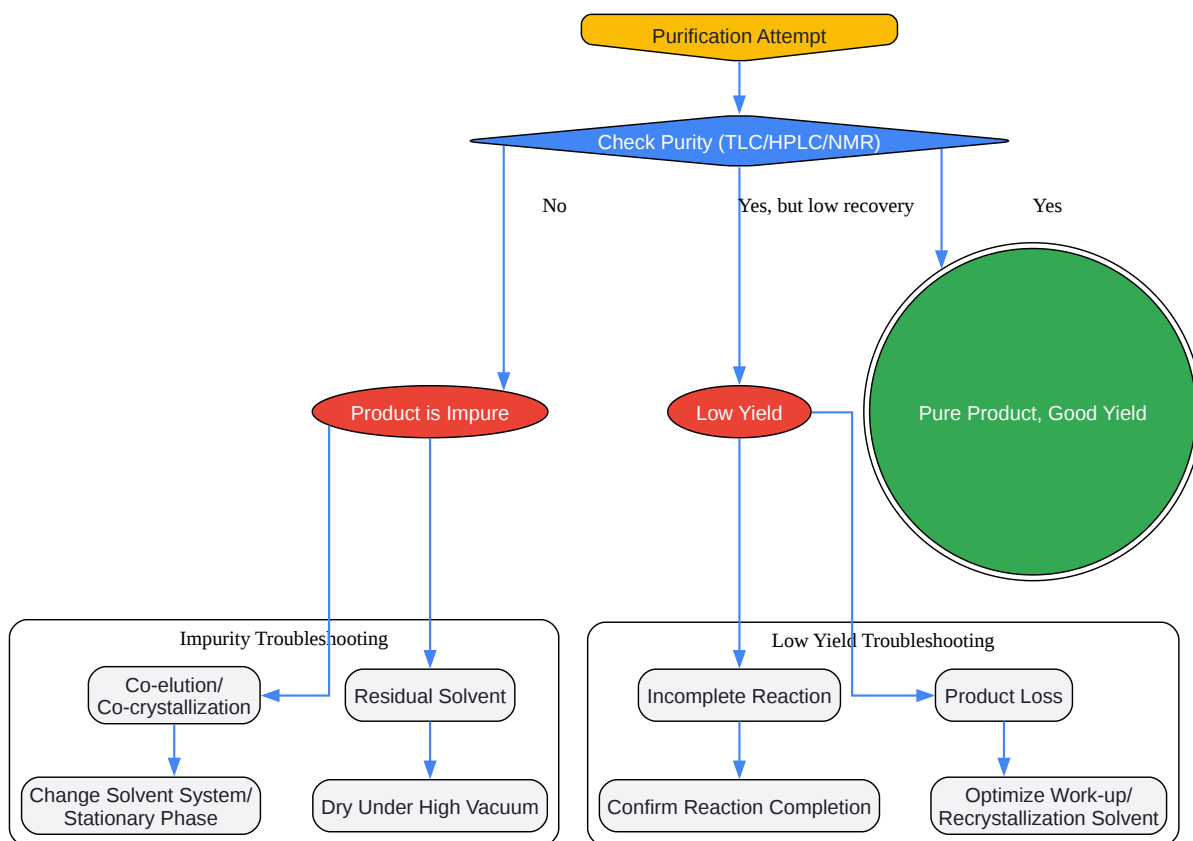 Purification Attempt
Check Purity (TLC/HPLC/NMR)
No
Yes, but low recovery
Yes
Product is Impure
Low Yield
Pure Product, Good Yield
Impurity Troubleshooting
Low Yield Troubleshooting
Co-elution/
Co-crystallization
Residual Solvent
Incomplete Reaction
Product Loss
Change Solvent System/
Stationary Phase
Dry Under High Vacuum
Confirm Reaction Completion
Optimize Work-up/
Recrystallization Solvent